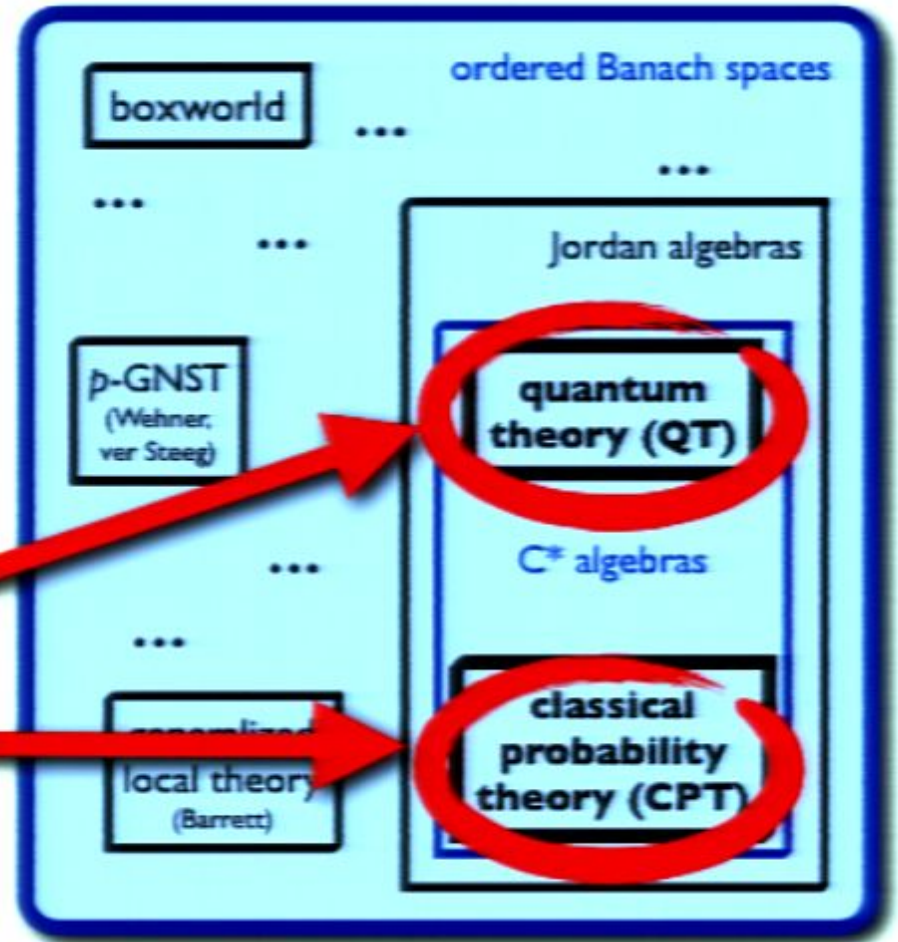 ordered Banach spaces
boxworld
...
...
...
...
Jordan algebras
p-GNST
(Wehner,
ver Steeg)
quantum
theory (QT)
C* algebras
...
...
generalized
local theory
(Barrett)
classical
probability
theory (CPT)